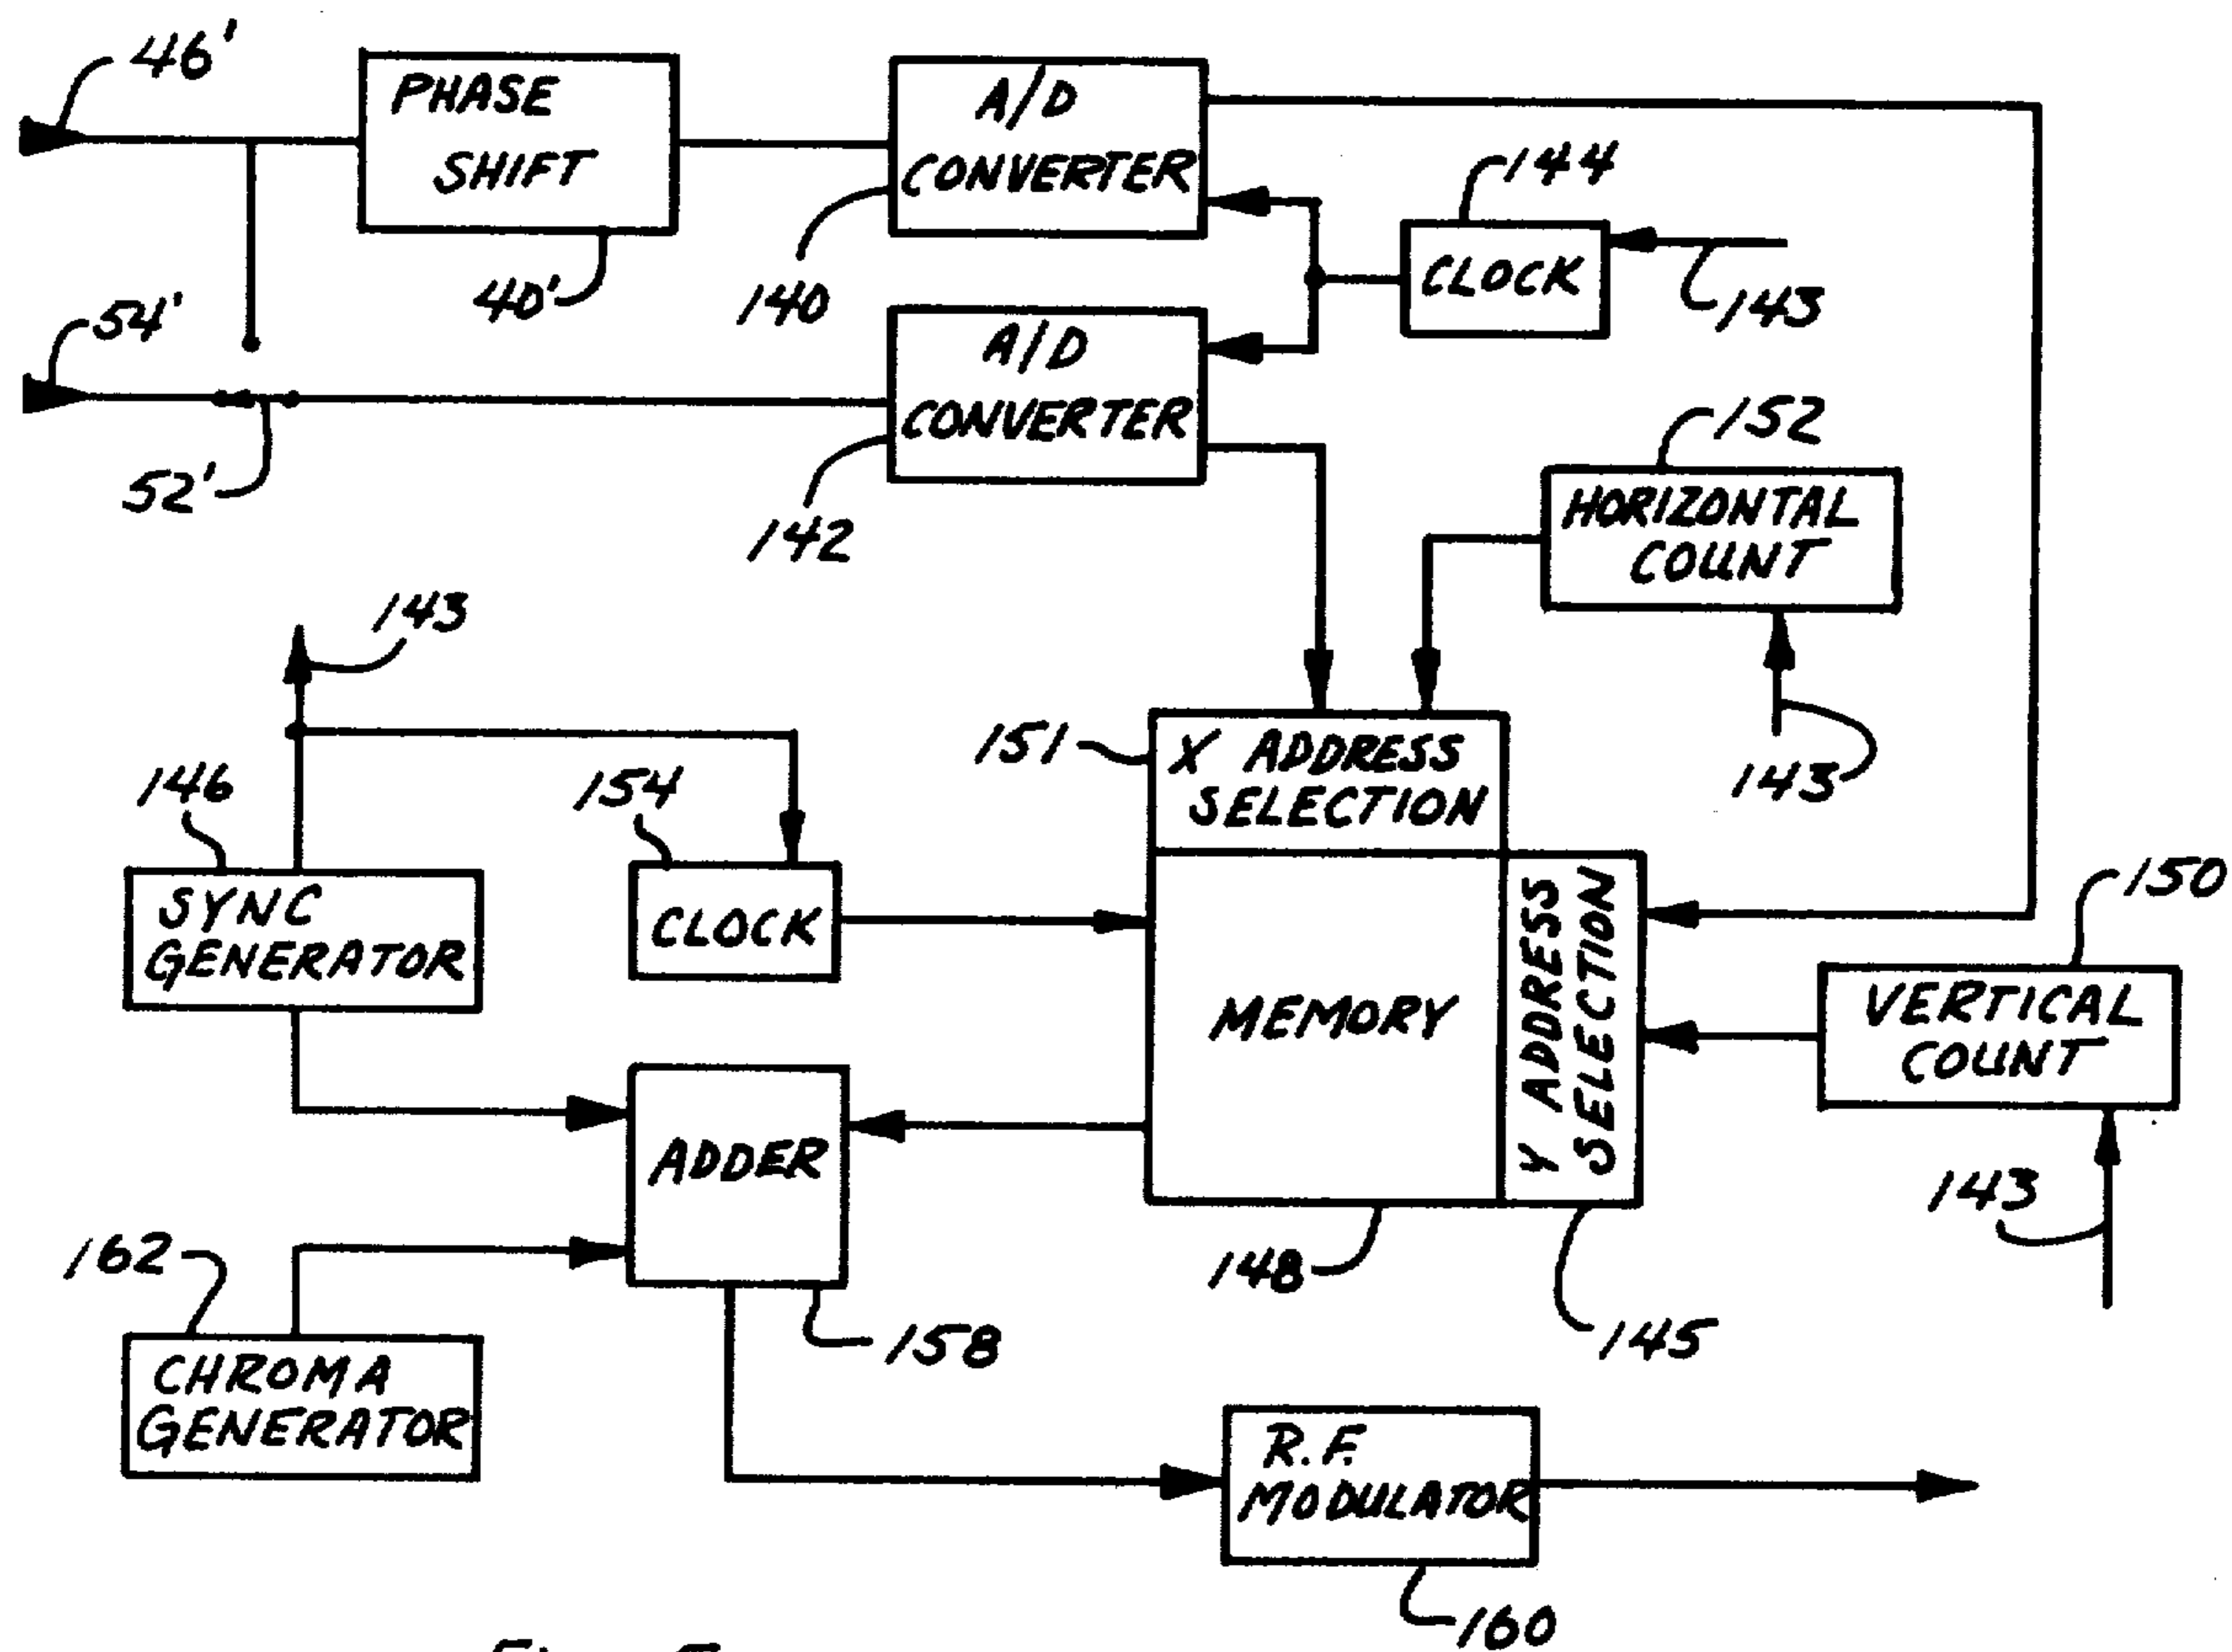 46'
PHASE
SHIFT
A/D
CONVERTER
144
CLOCK
143
40'
140
54'
A/D
CONVERTER
52'
142
152
HORIZONTAL
COUNT
143
143
151
X ADDRESS
SELECTION
146
154
SYNC
GENERATOR
CLOCK
MEMORY
Y ADDRESS
SELECTION
150
VERTICAL
COUNT
143
ADDER
162
148
145
158
CHROMA
GENERATOR
R.F.
MODULATOR
160